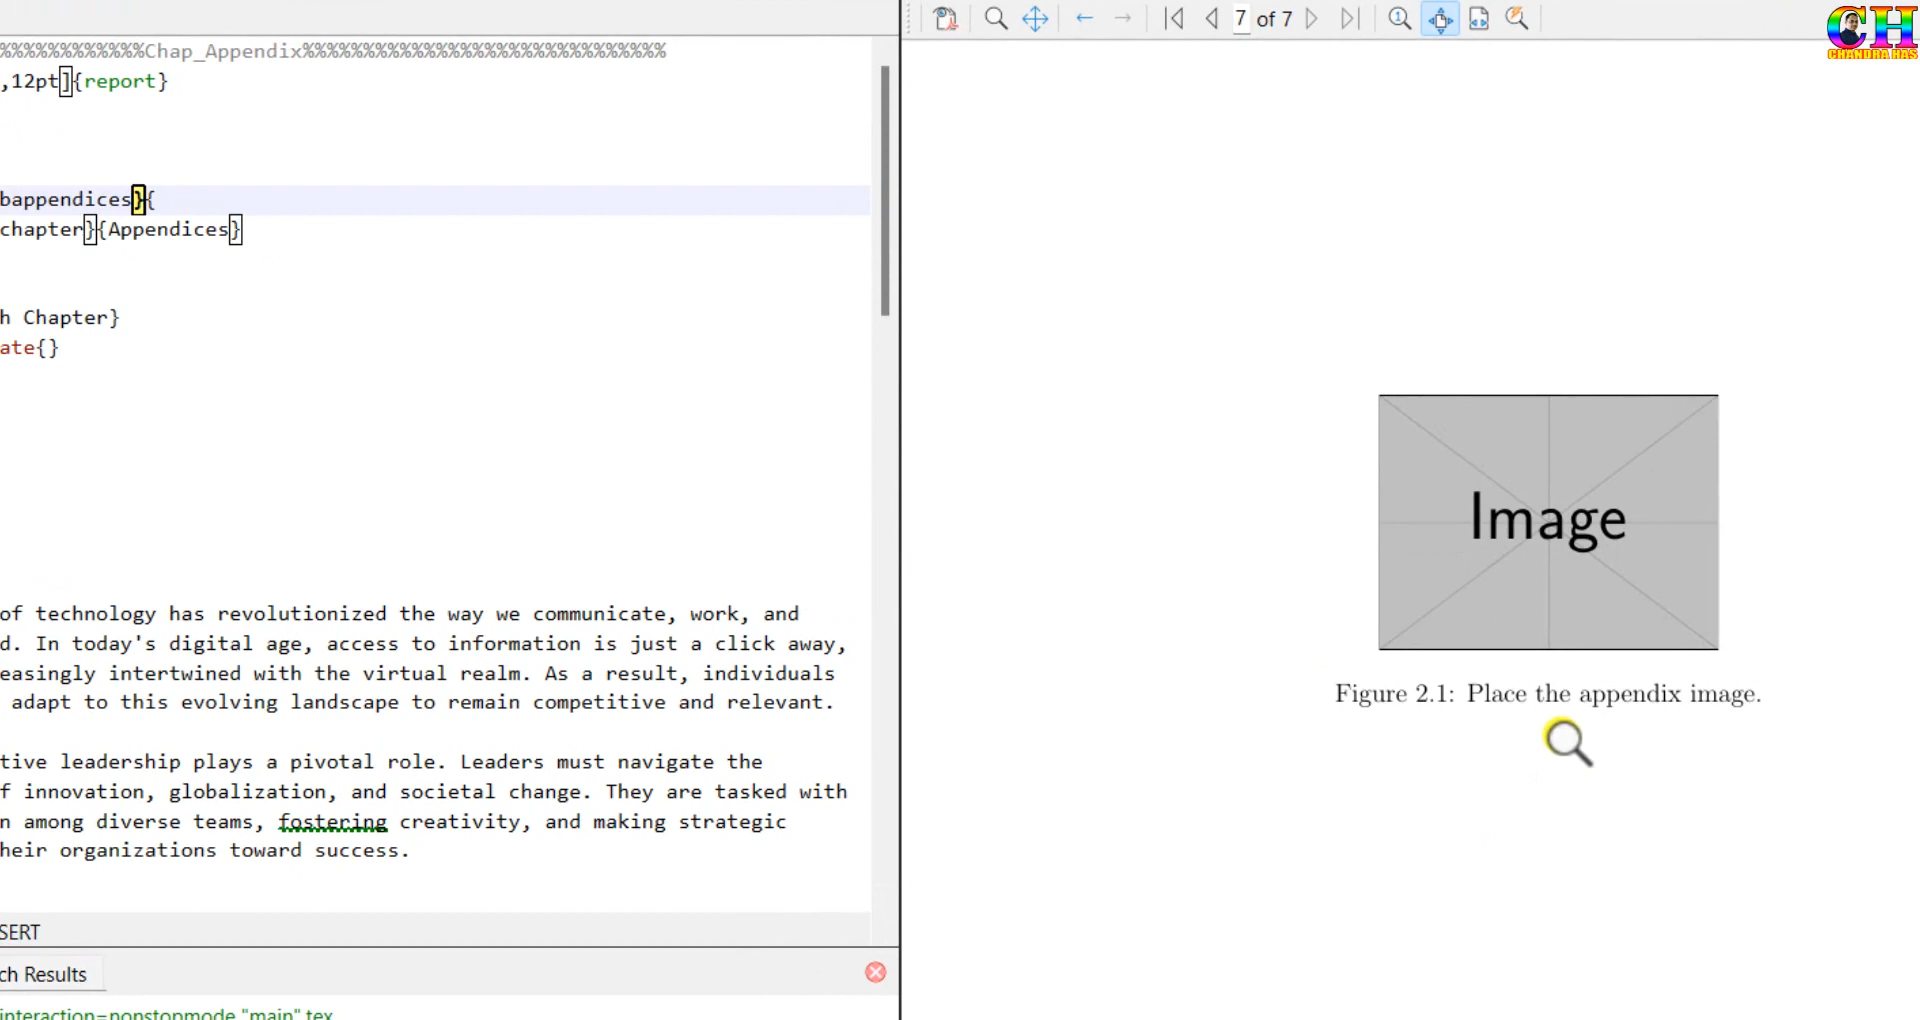 %%%%%%%%%%%%Chap_Appendix%%%%%%%%%%%%%%%%%%%%%%%%%%%%%%
,12pt]{report}
bappendices}{
chapter}{Appendices}
h Chapter}
ate{}
of technology has revolutionized the way we communicate, work, and
d. In today's digital age, access to information is just a click away,
easingly intertwined with the virtual realm. As a result, individuals
adapt to this evolving landscape to remain competitive and relevant.
tive leadership plays a pivotal role. Leaders must navigate the
f innovation, globalization, and societal change. They are tasked with
n among diverse teams, fostering creativity, and making strategic
heir organizations toward success.
SERT
ch Results
interaction=nonstopmode "main".tex
7 of 7
CH
CHANDRA HAS
Image
Figure 2.1: Place the appendix image.